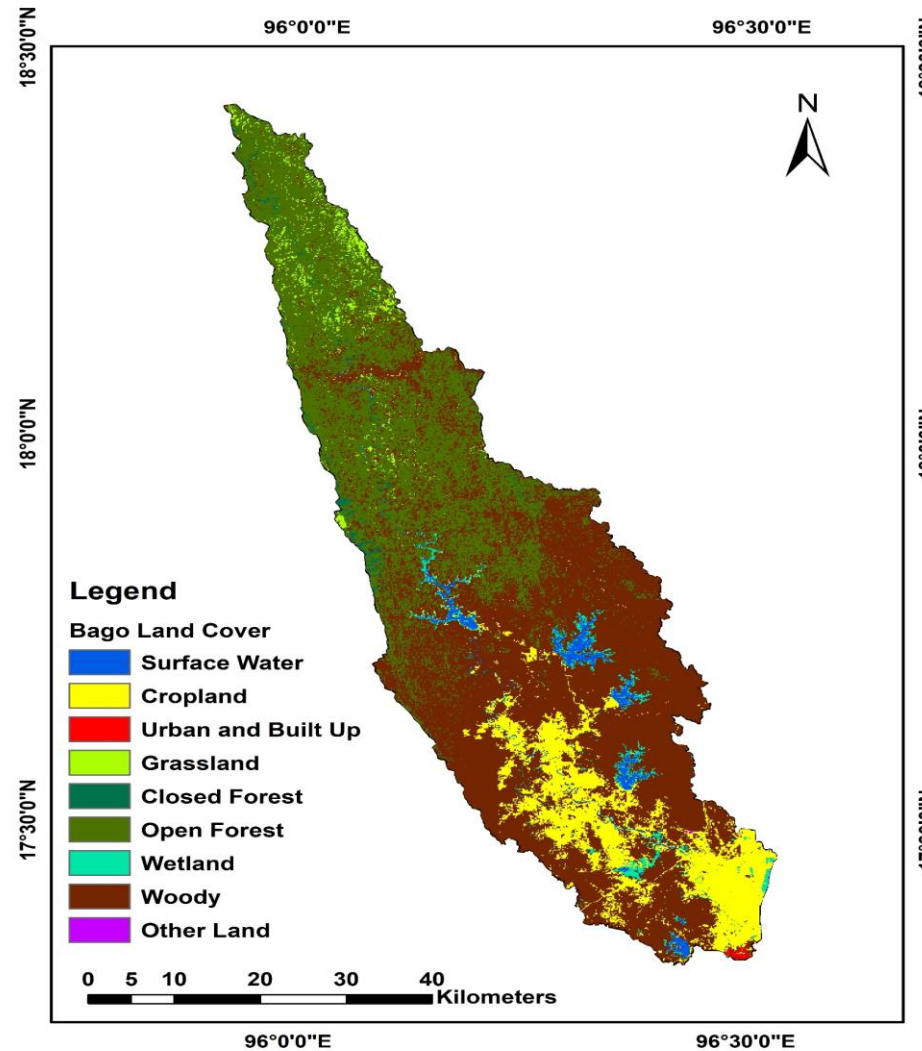 96°0'0"E 96°30'0"E
18°30'0"N
N
18°0'0"N
17°30'0"N
Legend
Bago Land Cover
Surface Water
Cropland
Urban and Built Up
Grassland
Closed Forest
Open Forest
Wetland
Woody
Other Land
0 5 10 20 30 40
Kilometers
96°0'0"E 96°30'0"E